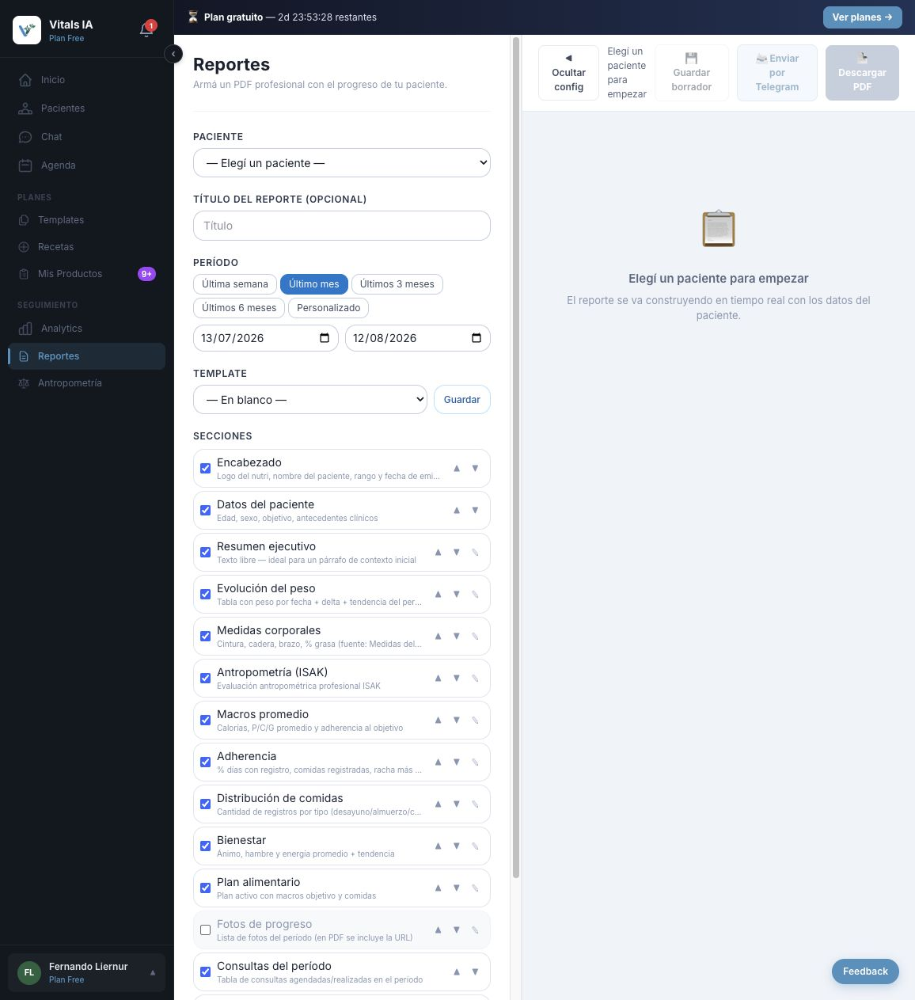 Vitals IA
Plan Free
1
Inicio
Pacientes
Chat
Agenda
PLANES
Templates
Recetas
Mis Productos 9+
SEGUIMIENTO
Analytics
Reportes
Antropometría
FL
Fernando Liernur
Plan Free
Plan gratuito — 2d 23:53:28 restantes
Ver planes →
Reportes
Armá un PDF profesional con el progreso de tu paciente.
PACIENTE
— Elegí un paciente —
TÍTULO DEL REPORTE (OPCIONAL)
Título
PERÍODO
Última semana Último mes Últimos 3 meses
Últimos 6 meses Personalizado
13/07/2026 12/08/2026
TEMPLATE
— En blanco — Guardar
SECCIONES
Encabezado
Logo del nutri, nombre del paciente, rango y fecha de emi...
Datos del paciente
Edad, sexo, objetivo, antecedentes clínicos
Resumen ejecutivo
Texto libre — ideal para un párrafo de contexto inicial
Evolución del peso
Tabla con peso por fecha + delta + tendencia del per...
Medidas corporales
Cintura, cadera, brazo, % grasa (fuente: Medidas del...
Antropometría (ISAK)
Evaluación antropométrica profesional ISAK
Macros promedio
Calorías, P/C/G promedio y adherencia al objetivo
Adherencia
% días con registro, comidas registradas, racha más ...
Distribución de comidas
Cantidad de registros por tipo (desayuno/almuerzo/c...
Bienestar
Ánimo, hambre y energía promedio + tendencia
Plan alimentario
Plan activo con macros objetivo y comidas
Fotos de progreso
Lista de fotos del período (en PDF se incluye la URL)
Consultas del período
Tabla de consultas agendadas/realizadas en el período
Ocultar
config
Elegí un
paciente
para
empezar
Guardar
borrador
Enviar
por
Telegram
Descargar
PDF
Elegí un paciente para empezar
El reporte se va construyendo en tiempo real con los datos del
paciente.
Feedback